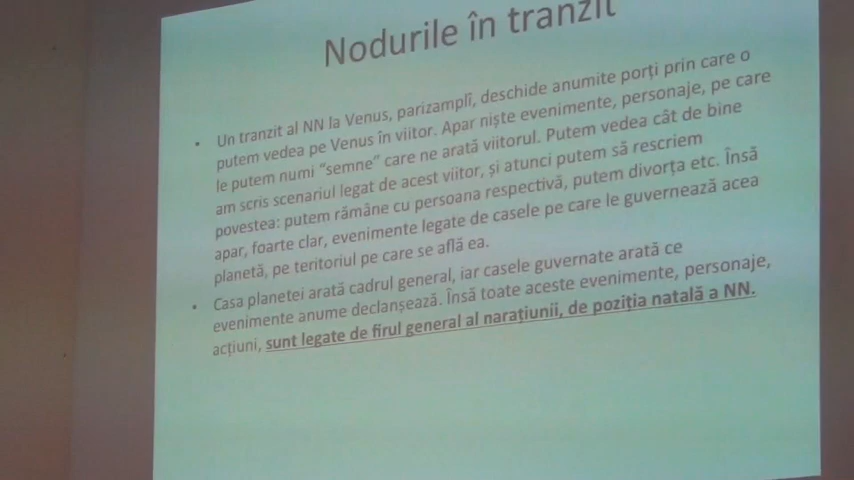 Nodurile în tranzit
• Un tranzit al NN la Venus, parizamplî, deschide anumite porți prin care o
putem vedea pe Venus în viitor. Apar niște evenimente, personaje, pe care
le putem numi “semne” care ne arată viitorul. Putem vedea cât de bine
am scris scenariul legat de acest viitor, și atunci putem să rescriem
povestea: putem rămâne cu persoana respectivă, putem divorța etc. Însă
apar, foarte clar, evenimente legate de casele pe care le guvernează acea
planetă, pe teritoriul pe care se află ea.
• Casa planetei arată cadrul general, iar casele guvernate arată ce
evenimente anume declanșează. Însă toate aceste evenimente, personaje,
acțiuni, sunt legate de firul general al narațiunii, de poziția natală a NN.